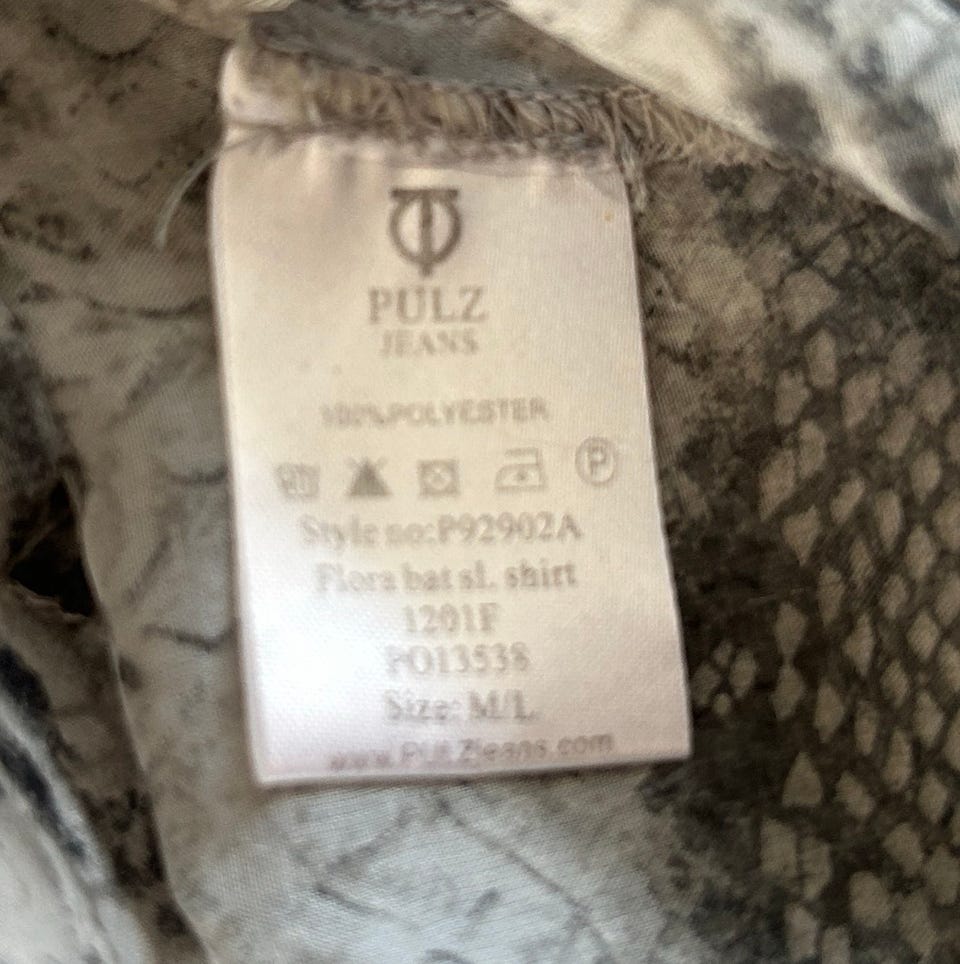 PULZ
JEANS
100%POLYESTER
P
Style no:P92902A
Flora bat sl. shirt
1201F
PO13538
Size: M/L
www.PULZjeans.com